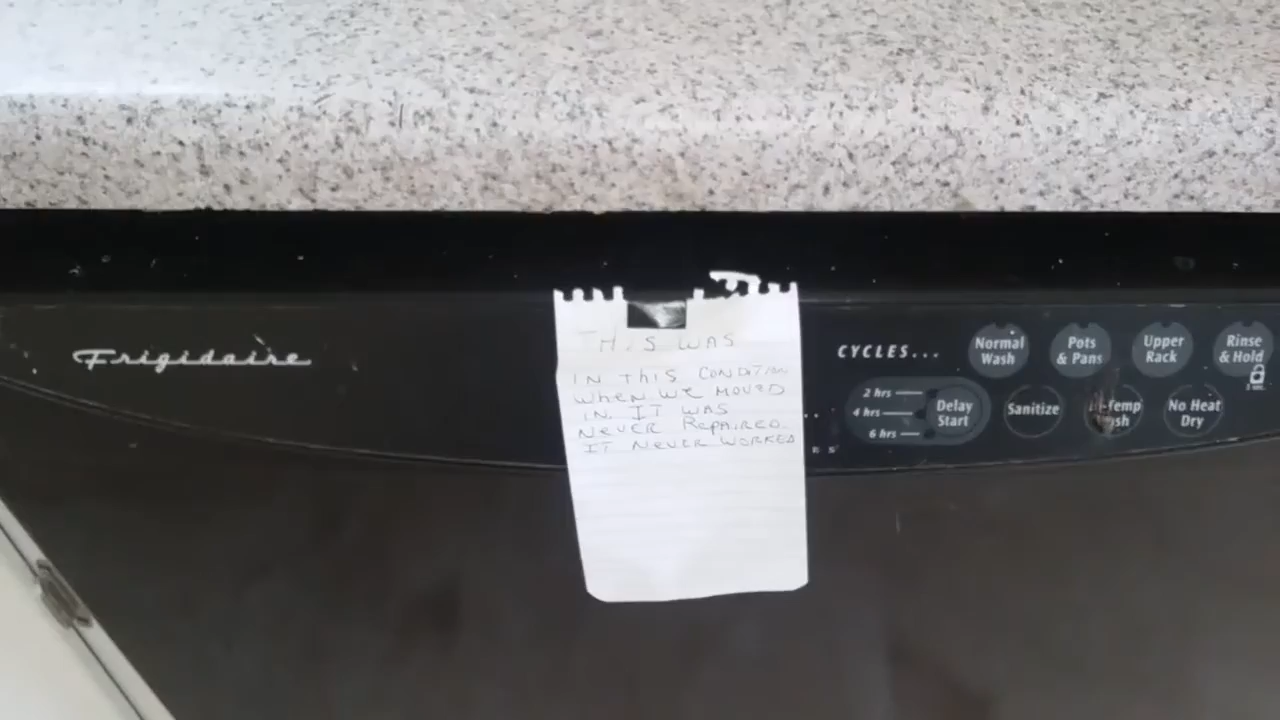 THIS WAS
IN THIS CONDITION
WHEN WE MOVED
IN. IT WAS
NEVER REPAIRED.
IT NEVER WORKED
Frigidaire
CYCLES...
Normal Wash
Pots & Pans
Upper Rack
Rinse & Hold
2 hrs
4 hrs
6 hrs
Delay Start
Sanitize
No Heat Dry